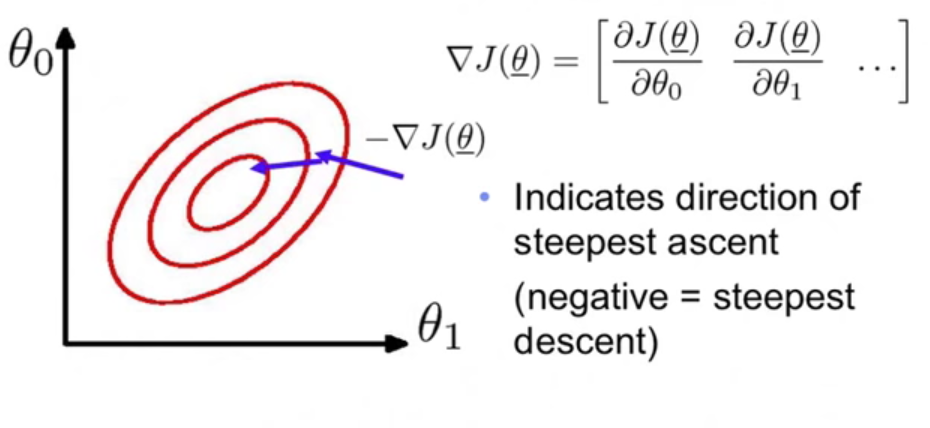 θ₀
∇J(θ̲) = [∂J(θ̲)/∂θ₀ ∂J(θ̲)/∂θ₁ ...]
−∇J(θ̲)
• Indicates direction of
steepest ascent
(negative = steepest
descent)
θ₁